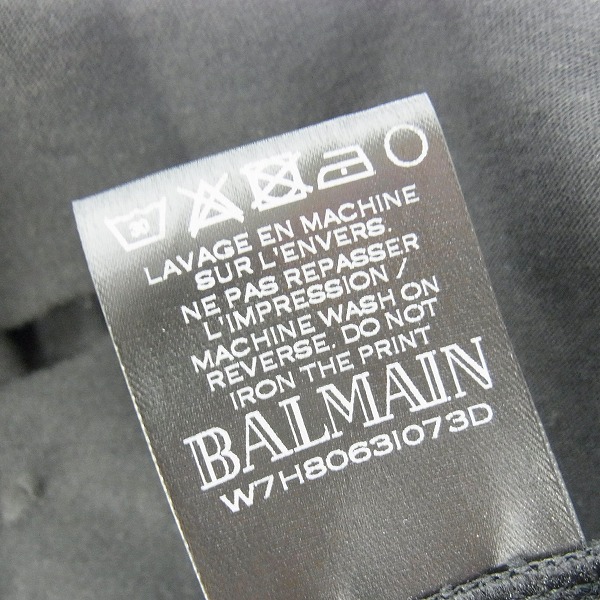 30
LAVAGE EN MACHINE
SUR L'ENVERS.
NE PAS REPASSER
L'IMPRESSION /
MACHINE WASH ON
REVERSE. DO NOT
IRON THE PRINT
BALMAIN
W7H8063I073D